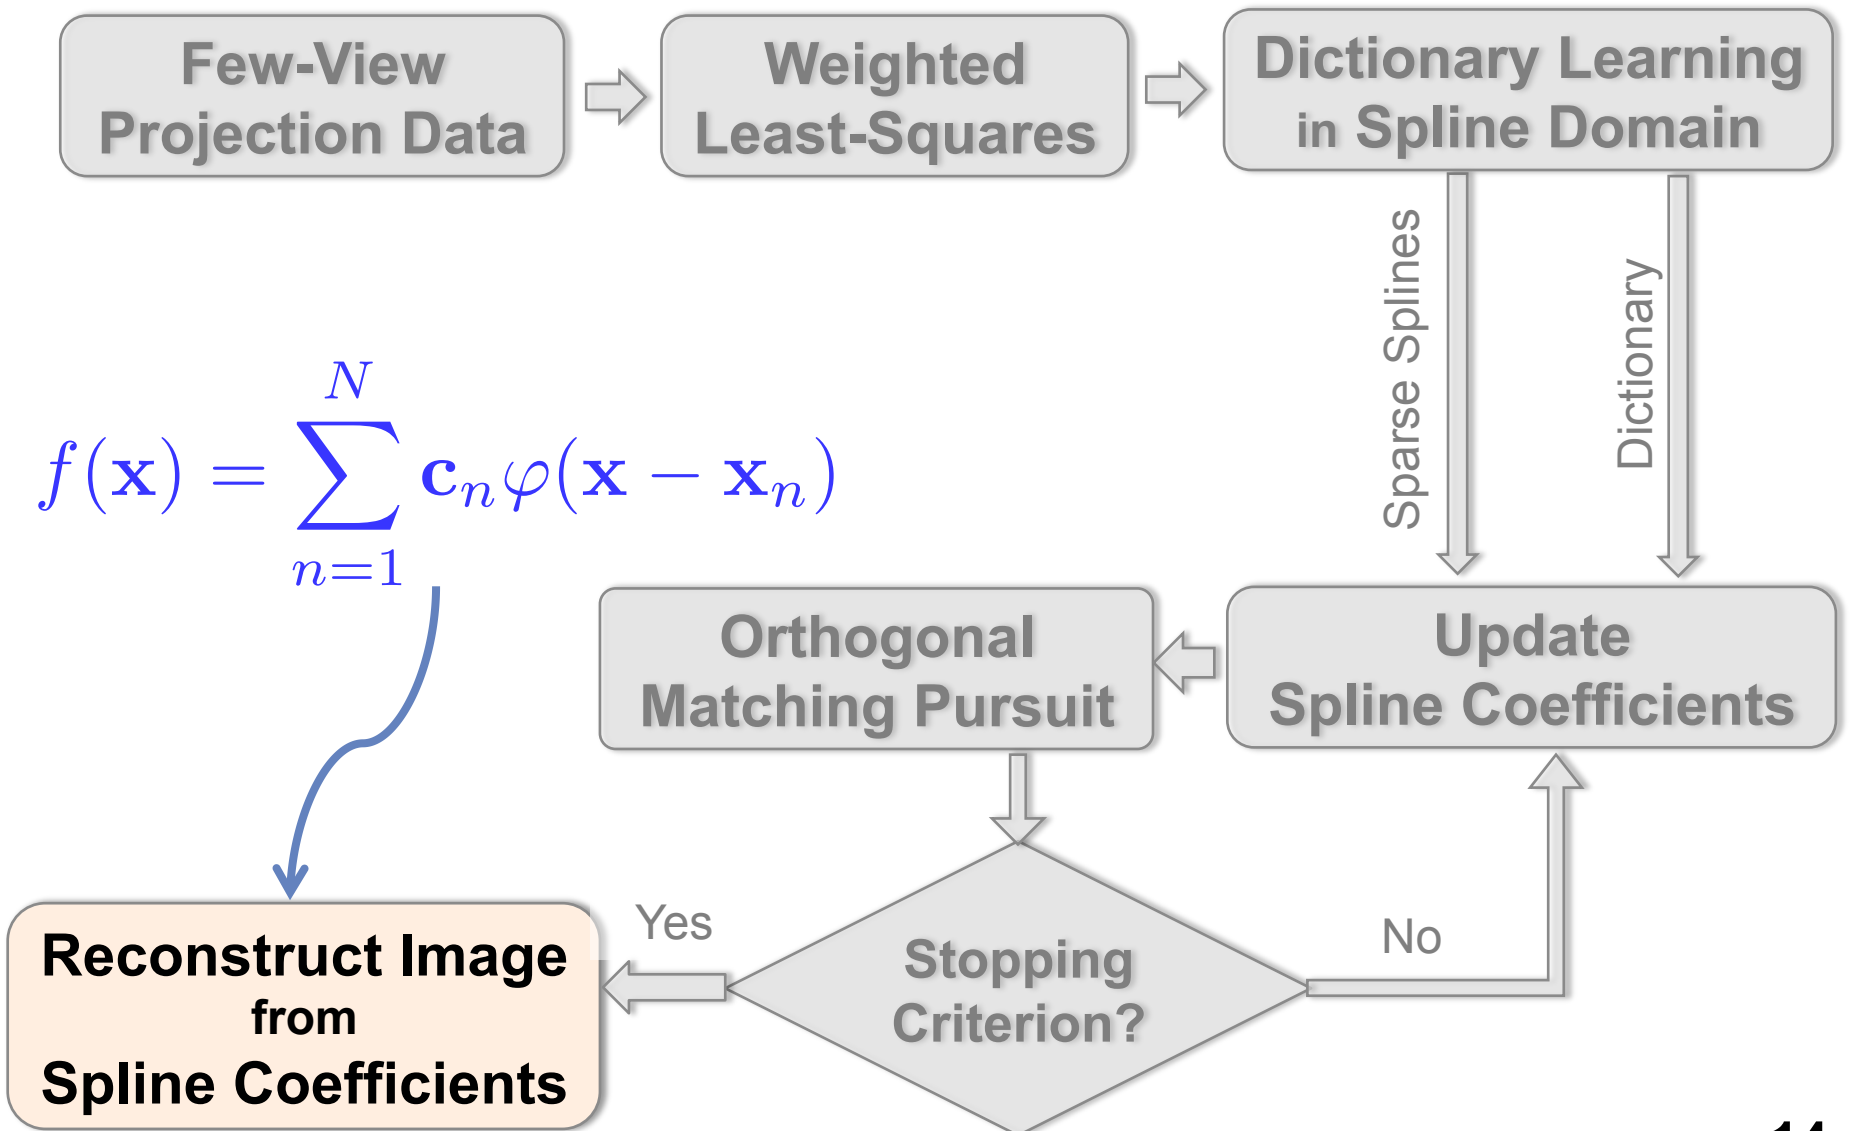 Few-View
Projection Data
Weighted
Least-Squares
Dictionary Learning
in Spline Domain
Sparse Splines
Dictionary
f(x) = ∑_{n=1}^{N} c_n φ(x − x_n)
Orthogonal
Matching Pursuit
Update
Spline Coefficients
Yes
No
Stopping
Criterion?
Reconstruct Image
from
Spline Coefficients
14